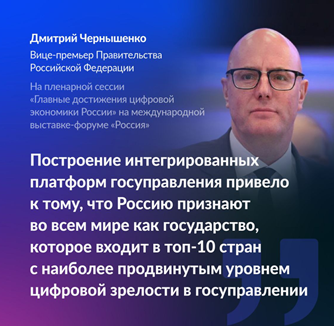 Дмитрий Чернышенко
Вице-премьер Правительства
Российской Федерации
На пленарной сессии
«Главные достижения цифровой
экономики России» на международной
выставке-форуме «Россия»
Построение интегрированных
платформ госуправления привело
к тому, что Россию признают
во всем мире как государство,
которое входит в топ-10 стран
с наиболее продвинутым уровнем
цифровой зрелости в госуправлении